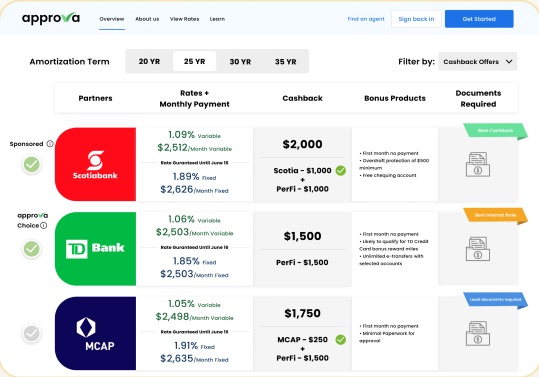 approva
Overview About us View Rates Learn Find an agent Sign back in Get Started
Amortization Term 20 YR 25 YR 30 YR 35 YR Filter by: Cashback Offers
Partners Rates + Monthly Payment Cashback Bonus Products Documents Required
Sponsored
Scotiabank
1.09% Variable
$2,512/Month Variable
Rate Guranteed Until June 16
1.89% Fixed
$2,626/Month Fixed
$2,000
Scotia - $1,000
+
PerFi - $1,000
• First month no payment
• Overdraft protection of $500
minimum
• Free chequing account
Best Cashback
approva
Choice
TD Bank
1.06% Variable
$2,503/Month Variable
Rate Guranteed Until June 16
1.85% Fixed
$2,503/Month Fixed
$1,500
PerFi - $1,500
• First month no payment
• Likely to qualify for TD Credit
Card bonus reward miles
• Unlimited e-transfers with
selected accounts
Best Interest Rate
MCAP
1.05% Variable
$2,498/Month Variable
Rate Guranteed Until June 16
1.91% Fixed
$2,635/Month Fixed
$1,750
MCAP - $250
+
PerFi - $1,500
• First month no payment
• Minimal Paperwork for
approval
Least documents required